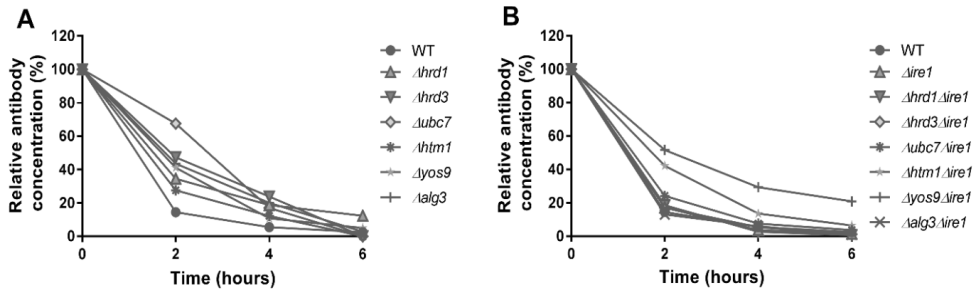 A
Relative antibody
concentration (%)
120
100
80
60
40
20
0
0 2 4 6
Time (hours)
WT
Δhrd1
Δhrd3
Δubc7
Δhtm1
Δyos9
Δalg3
B
Relative antibody
concentration (%)
120
100
80
60
40
20
0
0 2 4 6
Time (hours)
WT
Δire1
Δhrd1Δire1
Δhrd3Δire1
Δubc7Δire1
Δhtm1Δire1
Δyos9Δire1
Δalg3Δire1